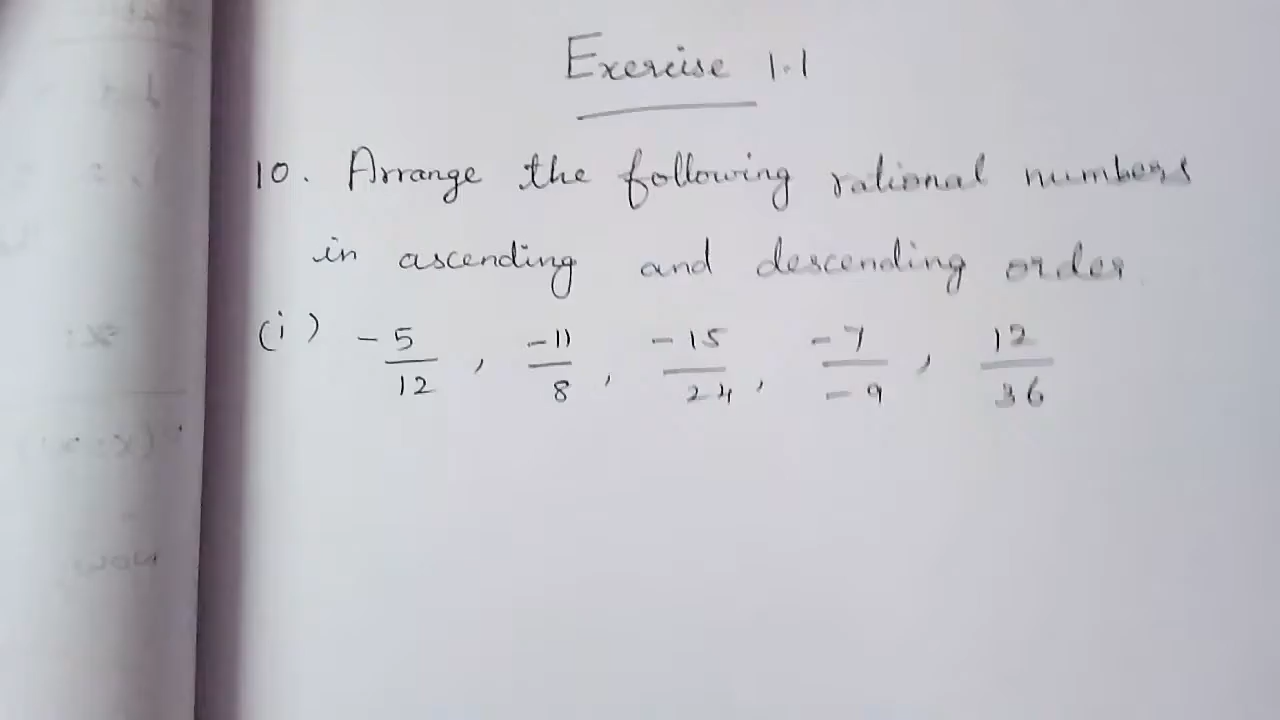 Exercise 1.1
10. Arrange the following rational numbers
in ascending and descending order
(i) -5/12, -11/8, -15/24, -7/-9, 12/36